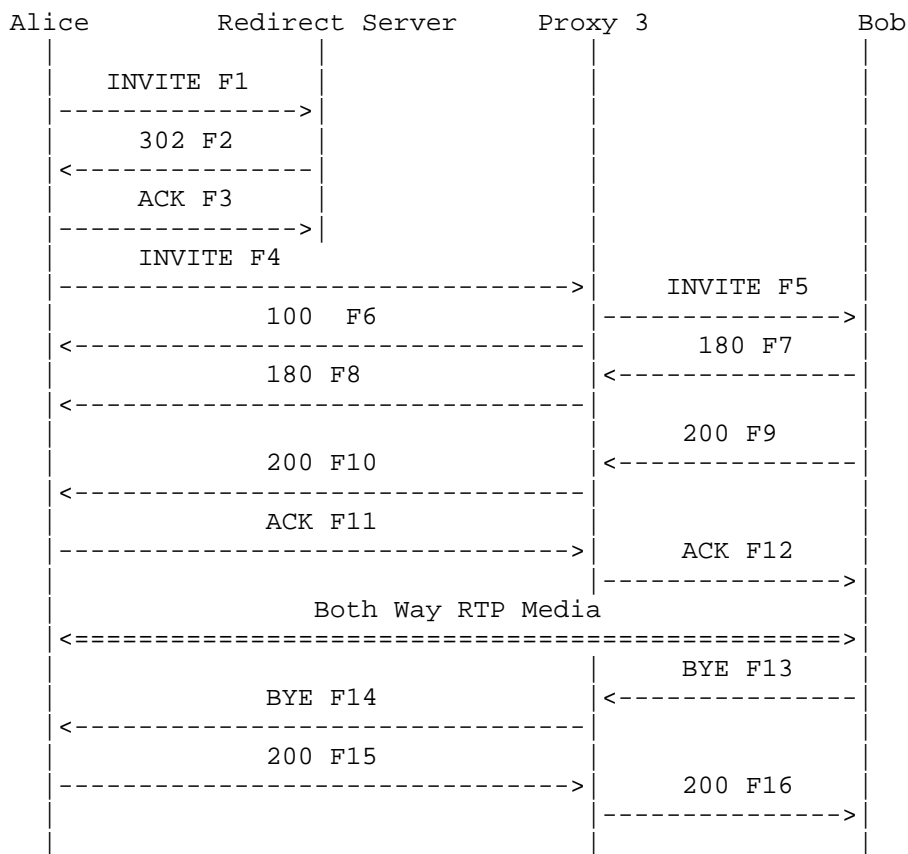 Alice Redirect Server Proxy 3 Bob
INVITE F1
302 F2
ACK F3
INVITE F4
INVITE F5
100 F6
180 F7
180 F8
200 F9
200 F10
ACK F11
ACK F12
Both Way RTP Media
BYE F13
BYE F14
200 F15
200 F16